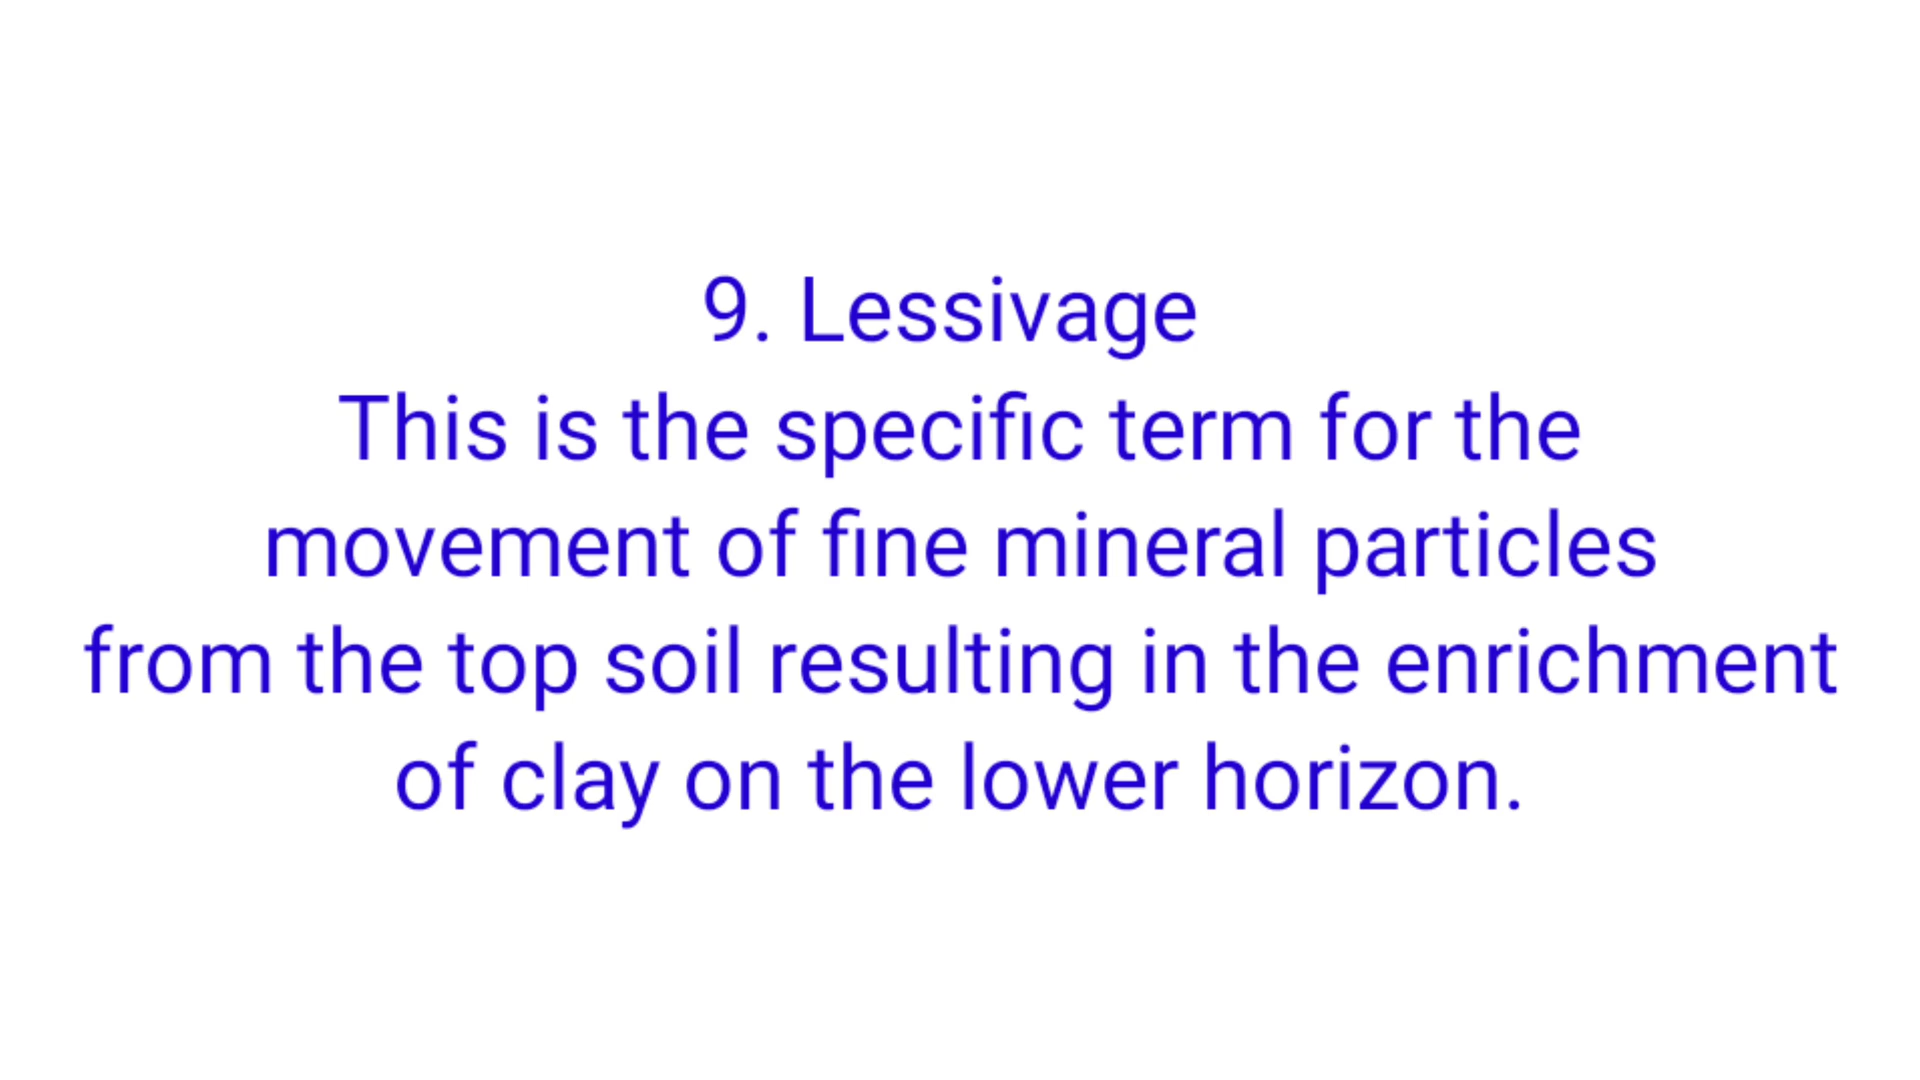 9. Lessivage
This is the specific term for the
movement of fine mineral particles
from the top soil resulting in the enrichment
of clay on the lower horizon.